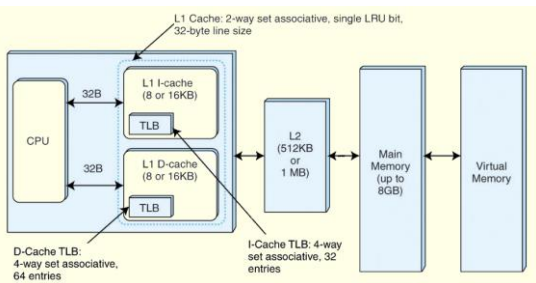 L1 Cache: 2-way set associative, single LRU bit,
32-byte line size
L1 I-cache
(8 or 16KB)
32B
TLB
CPU
L2
(512KB
or
1 MB)
Main
Memory
(up to
8GB)
Virtual
Memory
32B
L1 D-cache
(8 or 16KB)
TLB
D-Cache TLB:
4-way set associative,
64 entries
I-Cache TLB: 4-way
set associative, 32
entries